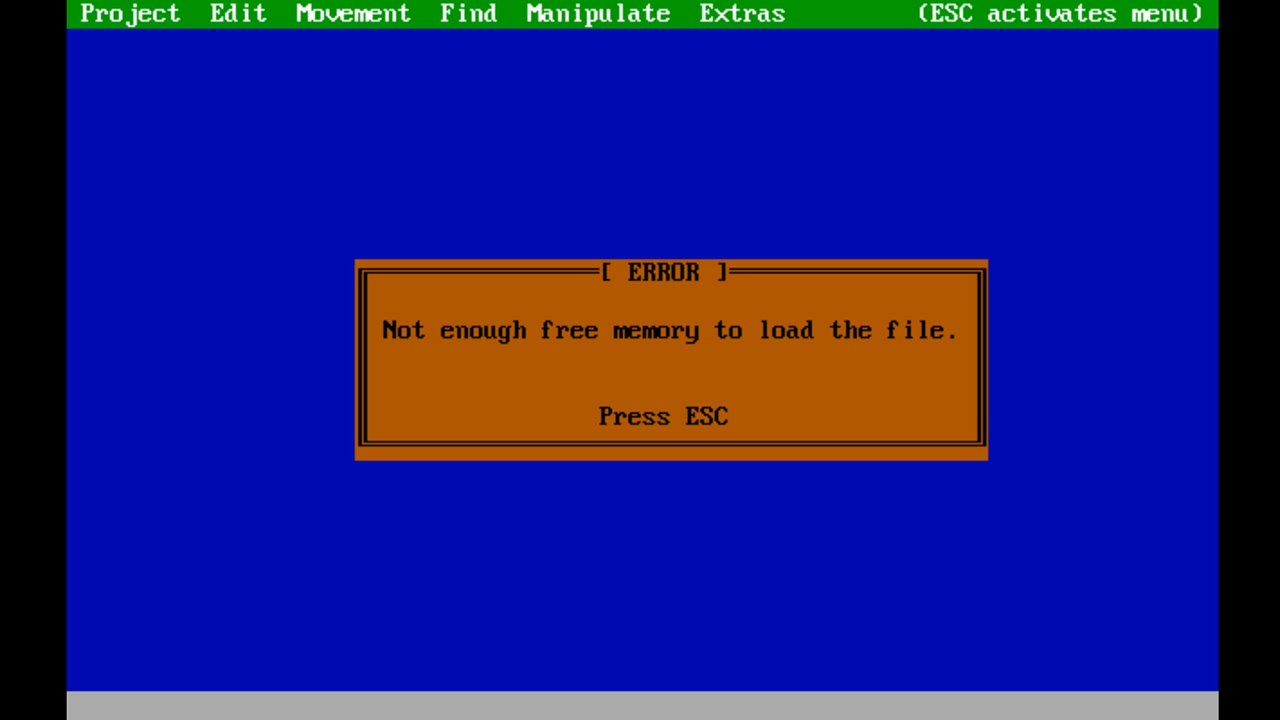 Project Edit Movement Find Manipulate Extras (ESC activates menu)
[ ERROR ]
Not enough free memory to load the file.
Press ESC